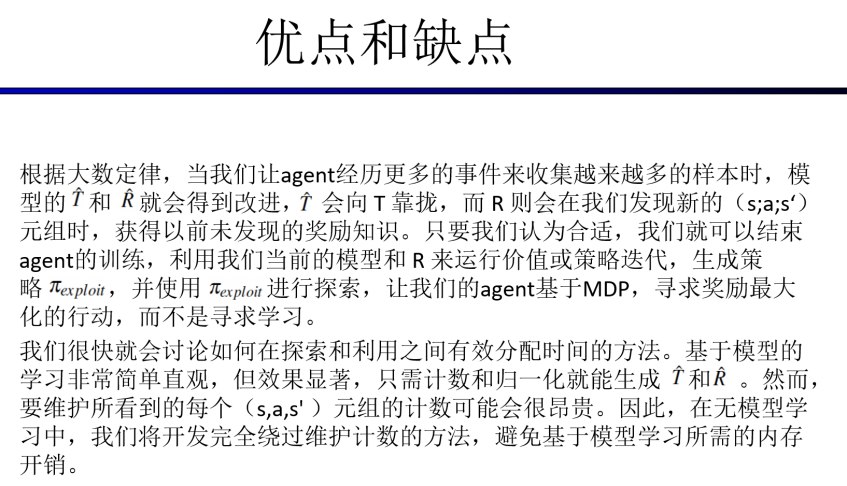 优点和缺点
根据大数定律，当我们让agent经历更多的事件来收集越来越多的样本时，模
型的 T̂ 和 R̂ 就会得到改进，T̂ 会向 T 靠拢，而 R 则会在我们发现新的（s;a;s‘）
元组时，获得以前未发现的奖励知识。只要我们认为合适，我们就可以结束
agent的训练，利用我们当前的模型和 R 来运行价值或策略迭代，生成策
略 πexploit，并使用 πexploit 进行探索，让我们的agent基于MDP，寻求奖励最大
化的行动，而不是寻求学习。
我们很快就会讨论如何在探索和利用之间有效分配时间的方法。基于模型的
学习非常简单直观，但效果显著，只需计数和归一化就能生成 T̂ 和 R̂ 。然而，
要维护所看到的每个（s,a,s' ）元组的计数可能会很昂贵。因此，在无模型学
习中，我们将开发完全绕过维护计数的方法，避免基于模型学习所需的内存
开销。